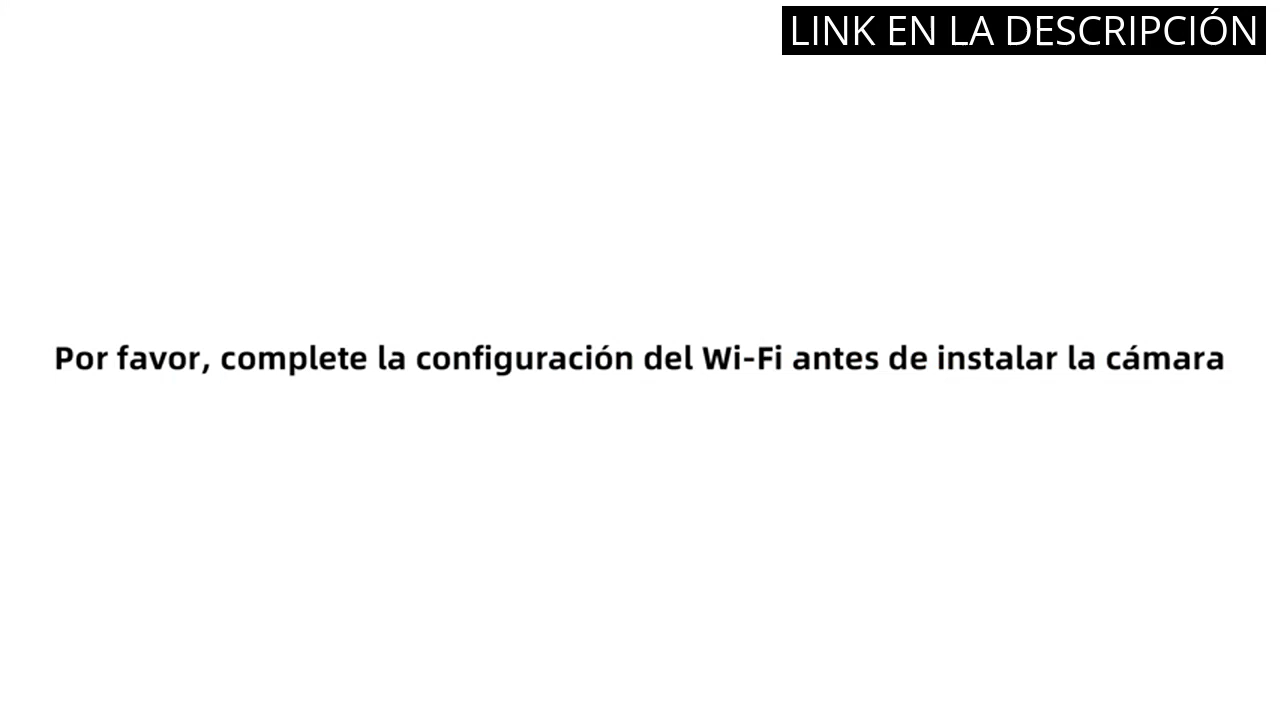 LINK EN LA DESCRIPCIÓN
Por favor, complete la configuración del Wi-Fi antes de instalar la cámara